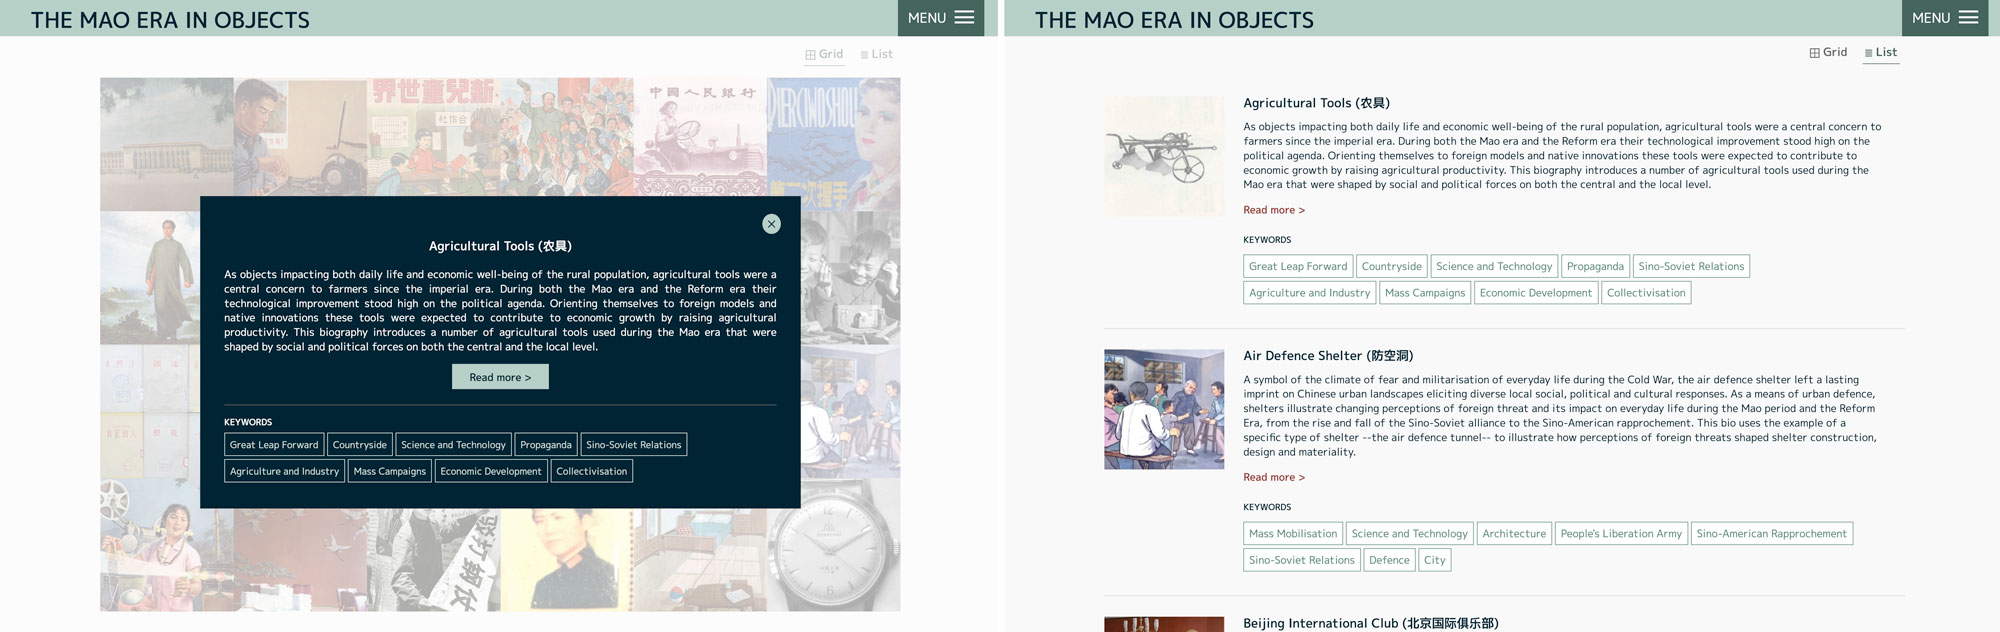 THE MAO ERA IN OBJECTS
MENU
Grid
List
世界童兒新
社作合
中國人民銀行
Agricultural Tools (农具)
As objects impacting both daily life and economic well-being of the rural population, agricultural tools were a
central concern to farmers since the imperial era. During both the Mao era and the Reform era their
technological improvement stood high on the political agenda. Orienting themselves to foreign models and
native innovations these tools were expected to contribute to economic growth by raising agricultural
productivity. This biography introduces a number of agricultural tools used during the Mao era that were
shaped by social and political forces on both the central and the local level.
Read more >
KEYWORDS
Great Leap Forward
Countryside
Science and Technology
Propaganda
Sino-Soviet Relations
Agriculture and Industry
Mass Campaigns
Economic Development
Collectivisation
THE MAO ERA IN OBJECTS
MENU
Grid
List
Agricultural Tools (农具)
As objects impacting both daily life and economic well-being of the rural population, agricultural tools were a central concern to
farmers since the imperial era. During both the Mao era and the Reform era their technological improvement stood high on the
political agenda. Orienting themselves to foreign models and native innovations these tools were expected to contribute to
economic growth by raising agricultural productivity. This biography introduces a number of agricultural tools used during the
Mao era that were shaped by social and political forces on both the central and the local level.
Read more >
KEYWORDS
Great Leap Forward
Countryside
Science and Technology
Propaganda
Sino-Soviet Relations
Agriculture and Industry
Mass Campaigns
Economic Development
Collectivisation
Air Defence Shelter (防空洞)
A symbol of the climate of fear and militarisation of everyday life during the Cold War, the air defence shelter left a lasting
imprint on Chinese urban landscapes eliciting diverse local social, political and cultural responses. As a means of urban defence,
shelters illustrate changing perceptions of foreign threat and its impact on everyday life during the Mao period and the Reform
Era, from the rise and fall of the Sino-Soviet alliance to the Sino-American rapprochement. This bio uses the example of a
specific type of shelter --the air defence tunnel-- to illustrate how perceptions of foreign threats shaped shelter construction,
design and materiality.
Read more >
KEYWORDS
Mass Mobilisation
Science and Technology
Architecture
People's Liberation Army
Sino-American Rapprochement
Sino-Soviet Relations
Defence
City
Beijing International Club (北京国际俱乐部)